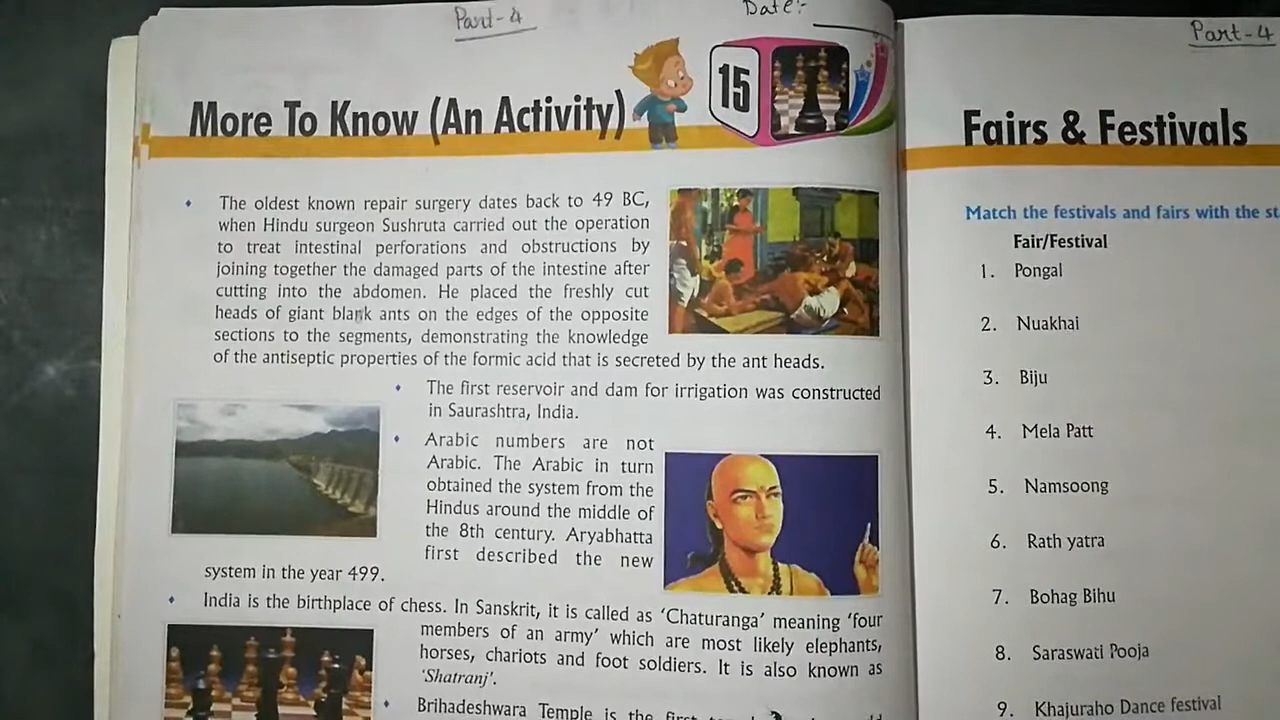 Part-4
Date:-
15
More To Know (An Activity)
The oldest known repair surgery dates back to 49 BC,
when Hindu surgeon Sushruta carried out the operation
to treat intestinal perforations and obstructions by
joining together the damaged parts of the intestine after
cutting into the abdomen. He placed the freshly cut
heads of giant blank ants on the edges of the opposite
sections to the segments, demonstrating the knowledge
of the antiseptic properties of the formic acid that is secreted by the ant heads.
The first reservoir and dam for irrigation was constructed
in Saurashtra, India.
Arabic numbers are not
Arabic. The Arabic in turn
obtained the system from the
Hindus around the middle of
the 8th century. Aryabhatta
first described the new
system in the year 499.
India is the birthplace of chess. In Sanskrit, it is called as ‘Chaturanga’ meaning ‘four
members of an army’ which are most likely elephants,
horses, chariots and foot soldiers. It is also known as
‘Shatranj’.
Brihadeshwara Temple is the first
Part-4
Fairs & Festivals
Match the festivals and fairs with the
Fair/Festival
1. Pongal
2. Nuakhai
3. Biju
4. Mela Patt
5. Namsoong
6. Rath yatra
7. Bohag Bihu
8. Saraswati Pooja
9. Khajuraho Dance festival